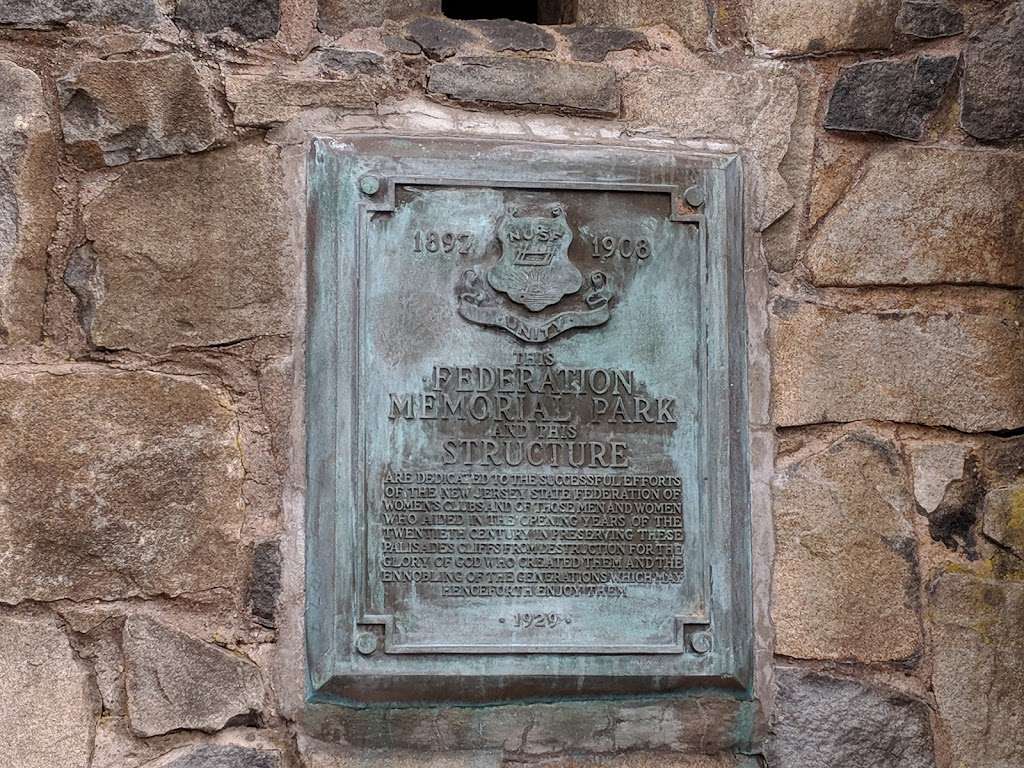 1897 1908
NJSF
UNITY
THIS
FEDERATION
MEMORIAL PARK
AND THIS
STRUCTURE
ARE DEDICATED TO THE SUCCESSFUL EFFORTS
OF THE NEW JERSEY STATE FEDERATION OF
WOMEN'S CLUBS AND OF THOSE MEN AND WOMEN
WHO AIDED IN THE OPENING YEARS OF THE
TWENTIETH CENTURY IN PRESERVING THESE
PALISADES CLIFFS FROM DESTRUCTION FOR THE
GLORY OF GOD WHO CREATED THEM AND THE
ENNOBLING OF THE GENERATIONS WHICH MAY
HENCEFORTH ENJOY THEM
· 1929 ·